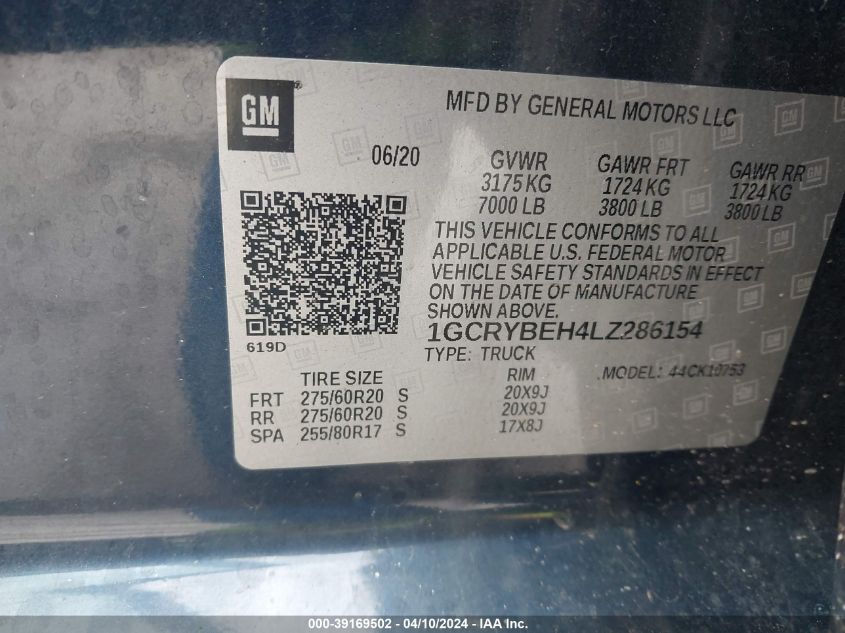 GM
MFD BY GENERAL MOTORS LLC
06/20
GVWR GAWR FRT GAWR RR
3175 KG 1724 KG 1724 KG
7000 LB 3800 LB 3800 LB
THIS VEHICLE CONFORMS TO ALL
APPLICABLE U.S. FEDERAL MOTOR
VEHICLE SAFETY STANDARDS IN EFFECT
ON THE DATE OF MANUFACTURE
SHOWN ABOVE.
1GCRYBEH4LZ286154
619D
TYPE: TRUCK
TIRE SIZE RIM MODEL: 44CK10753
FRT 275/60R20 S 20X9J
RR 275/60R20 S 20X9J
SPA 255/80R17 S 17X8J
000-39169502 - 04/10/2024 - IAA Inc.